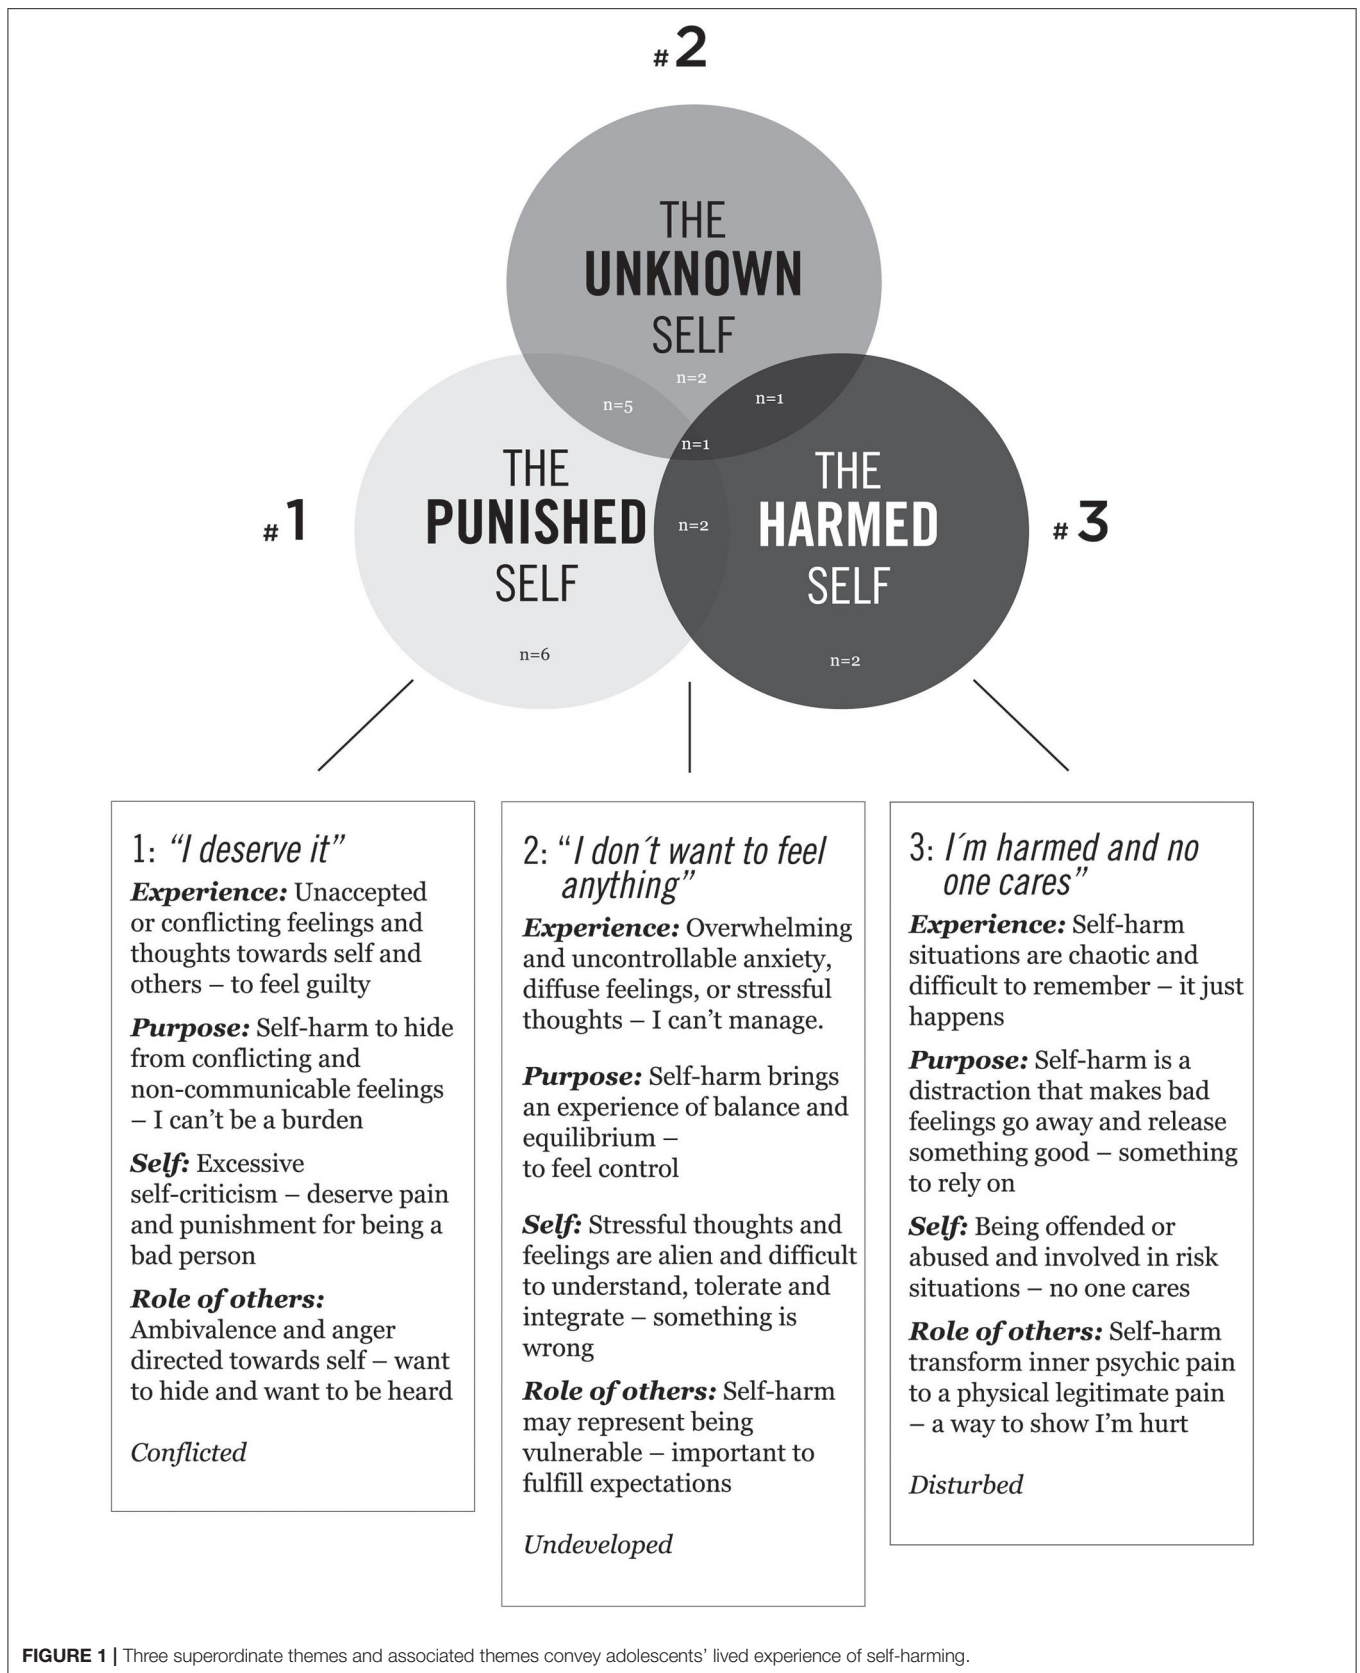 #2
THE
UNKNOWN
SELF
n=2
n=5
n=1
n=1
#1
THE
PUNISHED
SELF
n=6
n=2
THE
HARMED
SELF
n=2
#3
1: “I deserve it”
Experience: Unaccepted
or conflicting feelings and
thoughts towards self and
others – to feel guilty
Purpose: Self-harm to hide
from conflicting and
non-communicable feelings
– I can’t be a burden
Self: Excessive
self-criticism – deserve pain
and punishment for being a
bad person
Role of others:
Ambivalence and anger
directed towards self – want
to hide and want to be heard
Conflicted
2: “I don´t want to feel
anything”
Experience: Overwhelming
and uncontrollable anxiety,
diffuse feelings, or stressful
thoughts – I can’t manage.
Purpose: Self-harm brings
an experience of balance and
equilibrium –
to feel control
Self: Stressful thoughts and
feelings are alien and difficult
to understand, tolerate and
integrate – something is
wrong
Role of others: Self-harm
may represent being
vulnerable – important to
fulfill expectations
Undeveloped
3: I´m harmed and no
one cares”
Experience: Self-harm
situations are chaotic and
difficult to remember – it just
happens
Purpose: Self-harm is a
distraction that makes bad
feelings go away and release
something good – something
to rely on
Self: Being offended or
abused and involved in risk
situations – no one cares
Role of others: Self-harm
transform inner psychic pain
to a physical legitimate pain
– a way to show I’m hurt
Disturbed
FIGURE 1 | Three superordinate themes and associated themes convey adolescents’ lived experience of self-harming.